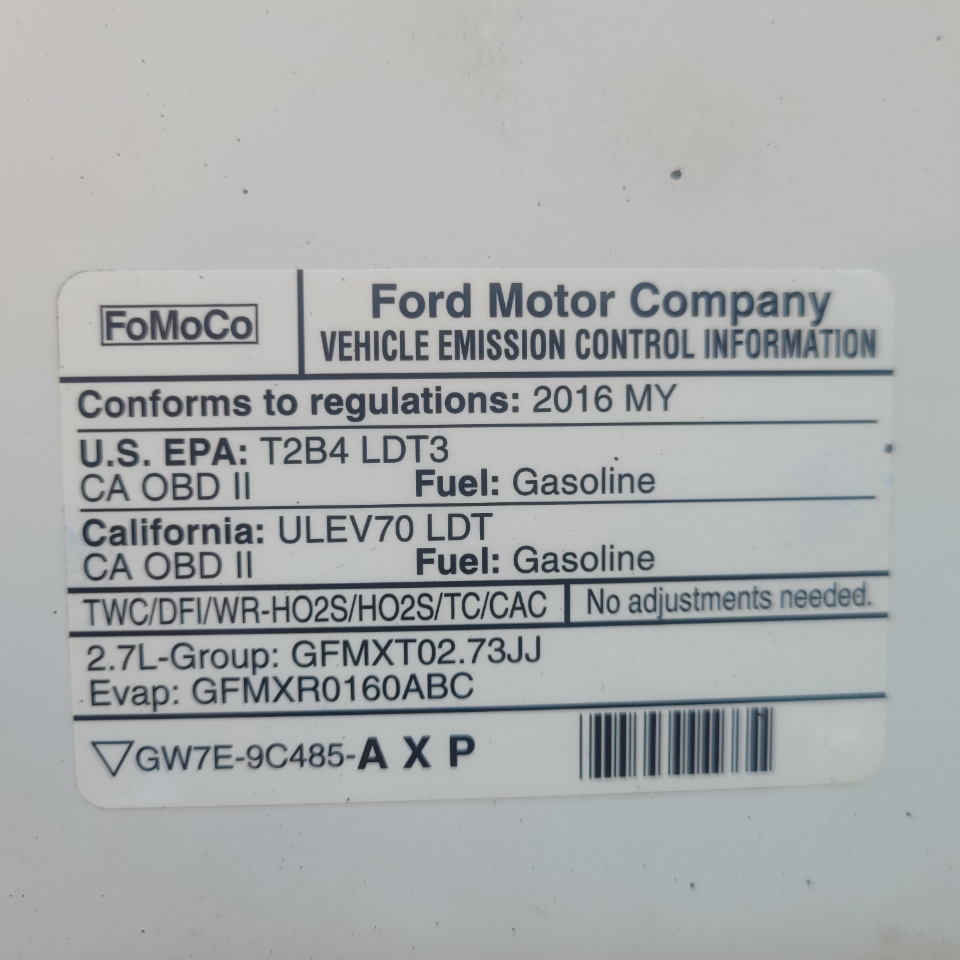 FoMoCo
Ford Motor Company
VEHICLE EMISSION CONTROL INFORMATION
Conforms to regulations: 2016 MY
U.S. EPA: T2B4 LDT3
CA OBD II Fuel: Gasoline
California: ULEV70 LDT
CA OBD II Fuel: Gasoline
TWC/DFI/WR-HO2S/HO2S/TC/CAC No adjustments needed.
2.7L-Group: GFMXT02.73JJ
Evap: GFMXR0160ABC
GW7E-9C485-A X P